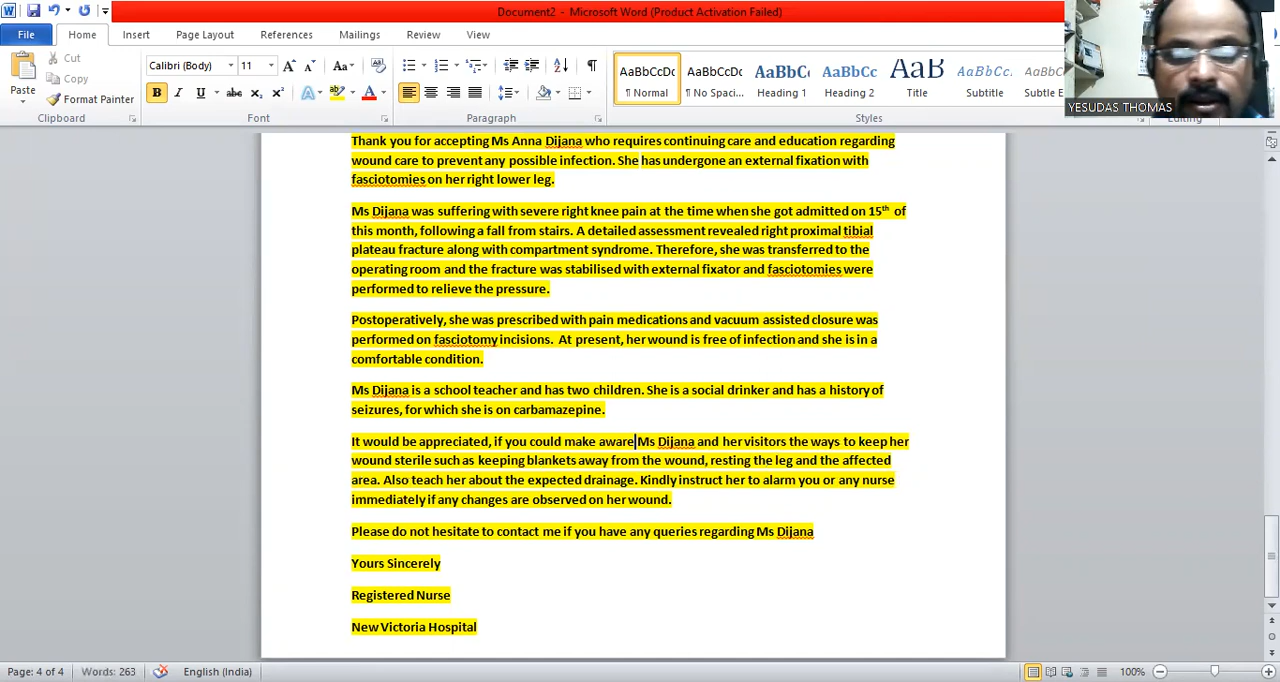 Document2 - Microsoft Word (Product Activation Failed)
File Home Insert Page Layout References Mailings Review View
Paste
Cut
Copy
Format Painter
Clipboard
Calibri (Body) 11
Font
Paragraph
AaBbCcDc AaBbCcDc AaBbC AaBbCc AaB AaBbCc. AaBbCc
¶ Normal ¶ No Spaci... Heading 1 Heading 2 Title Subtitle Subtle E
Styles
YESUDAS THOMAS
Editing
Thank you for accepting Ms Anna Dijana who requires continuing care and education regarding
wound care to prevent any possible infection. She has undergone an external fixation with
fasciotomies on her right lower leg.
Ms Dijana was suffering with severe right knee pain at the time when she got admitted on 15th of
this month, following a fall from stairs. A detailed assessment revealed right proximal tibial
plateau fracture along with compartment syndrome. Therefore, she was transferred to the
operating room and the fracture was stabilised with external fixator and fasciotomies were
performed to relieve the pressure.
Postoperatively, she was prescribed with pain medications and vacuum assisted closure was
performed on fasciotomy incisions. At present, her wound is free of infection and she is in a
comfortable condition.
Ms Dijana is a school teacher and has two children. She is a social drinker and has a history of
seizures, for which she is on carbamazepine.
It would be appreciated, if you could make aware Ms Dijana and her visitors the ways to keep her
wound sterile such as keeping blankets away from the wound, resting the leg and the affected
area. Also teach her about the expected drainage. Kindly instruct her to alarm you or any nurse
immediately if any changes are observed on her wound.
Please do not hesitate to contact me if you have any queries regarding Ms Dijana
Yours Sincerely
Registered Nurse
New Victoria Hospital
Page: 4 of 4 Words: 263 English (India) 100%